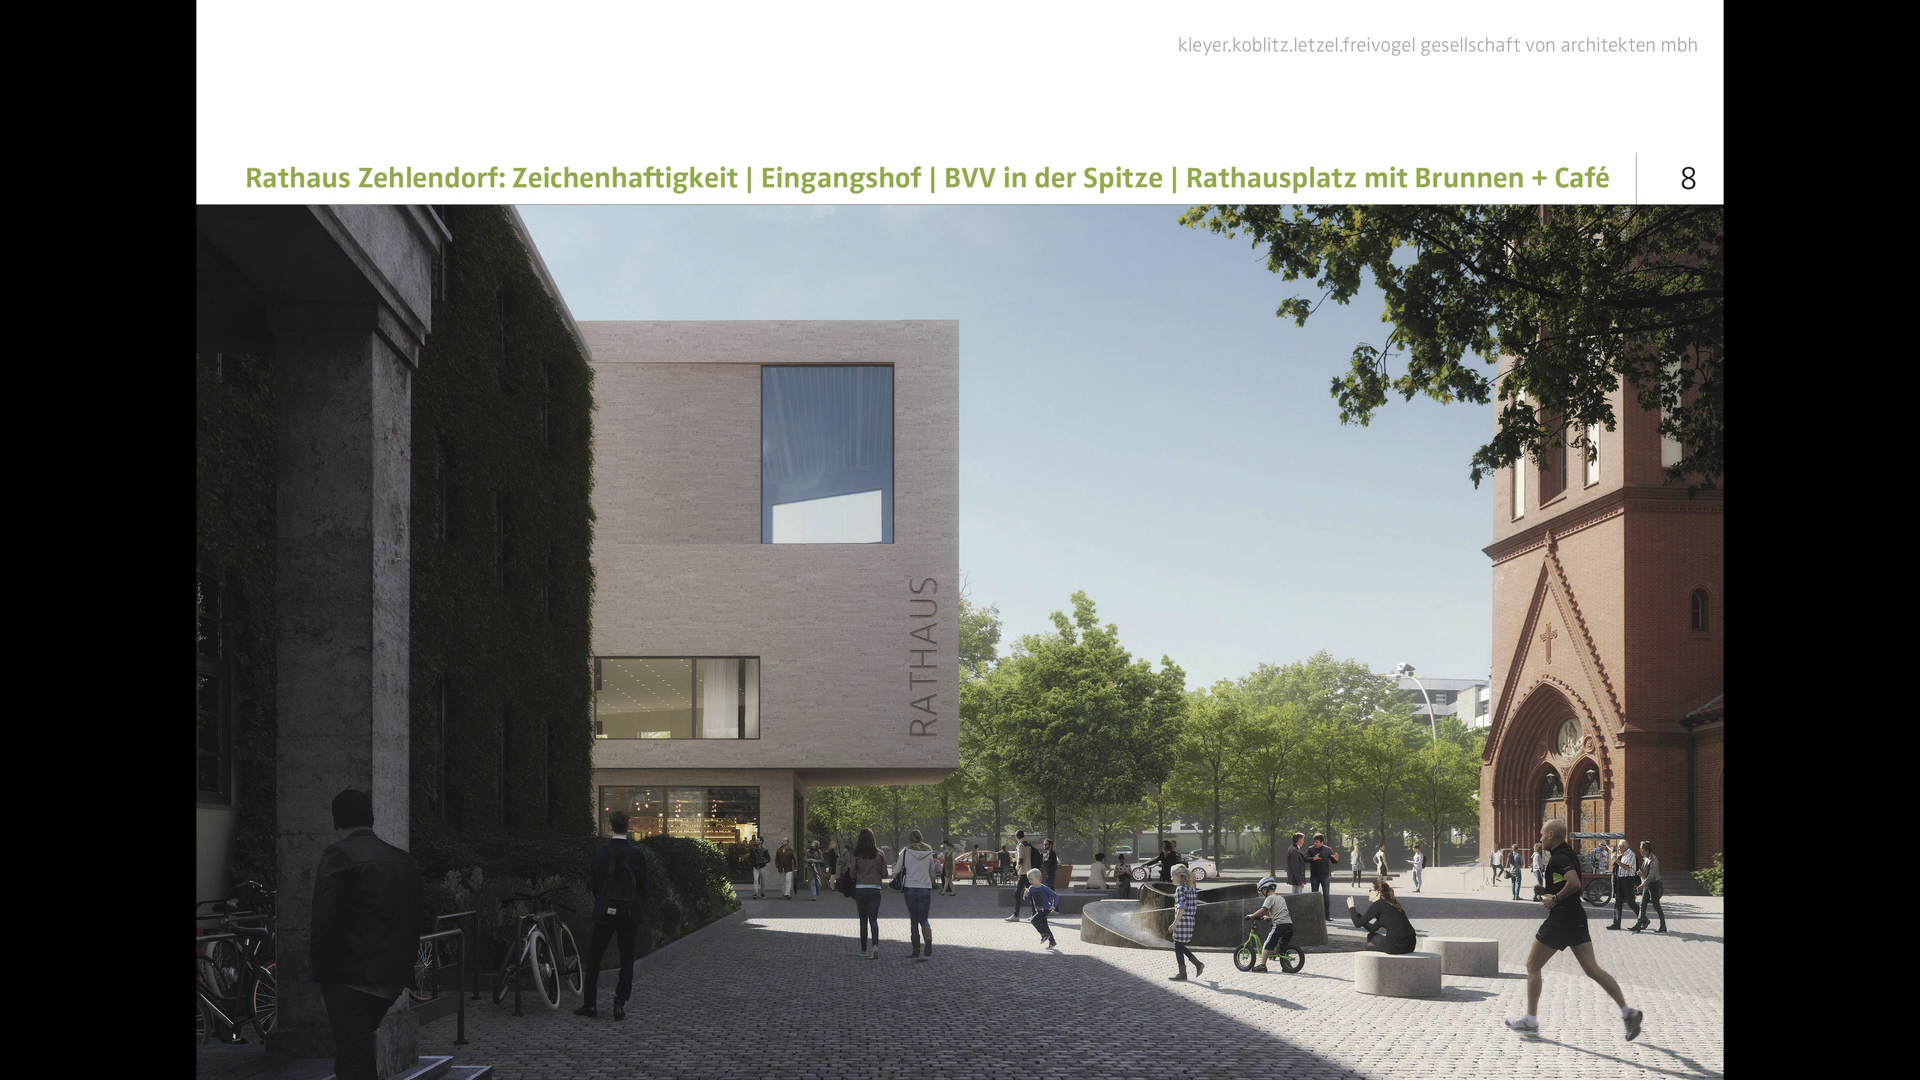 kleyer.koblitz.letzel.freivogel gesellschaft von architekten mbh
Rathaus Zehlendorf: Zeichenhaftigkeit | Eingangshof | BVV in der Spitze | Rathausplatz mit Brunnen + Café
8
RATHAUS